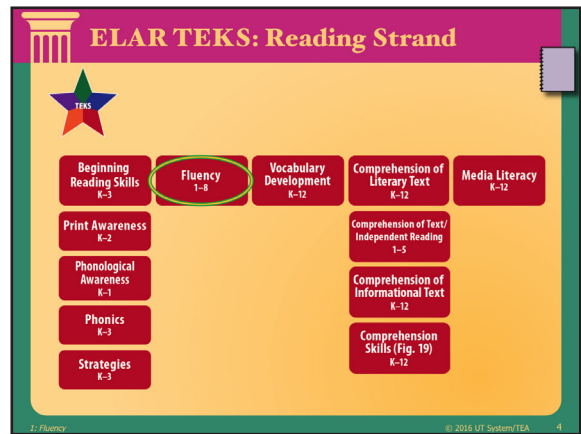 ELAR TEKS: Reading Strand
TEKS
Beginning
Reading Skills
K–3
Fluency
1–8
Vocabulary
Development
K–12
Comprehension of
Literary Text
K–12
Media Literacy
K–12
Print Awareness
K–2
Phonological
Awareness
K–1
Phonics
K–3
Strategies
K–3
Comprehension of Text/
Independent Reading
1–5
Comprehension of
Informational Text
K–12
Comprehension
Skills (Fig. 19)
K–12
1: Fluency
© 2016 UT System/TEA
4